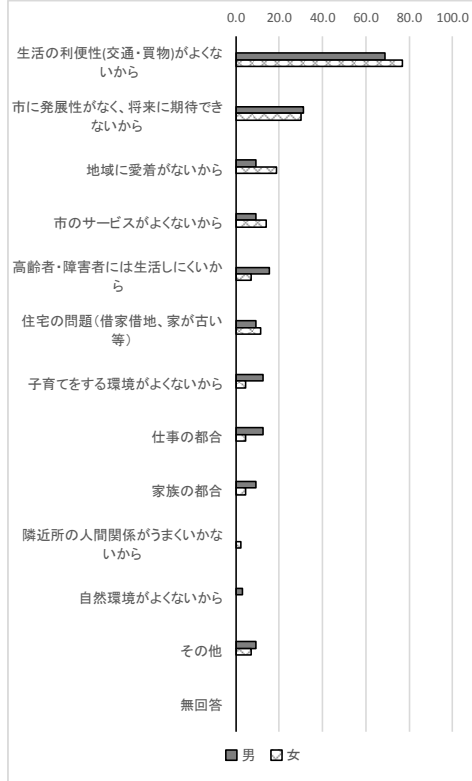 0.0 20.0 40.0 60.0 80.0 100.0
生活の利便性(交通・買物)がよくな
いから
市に発展性がなく、将来に期待でき
ないから
地域に愛着がないから
市のサービスがよくないから
高齢者・障害者には生活しにくいか
ら
住宅の問題(借家借地、家が古い
等)
子育てをする環境がよくないから
仕事の都合
家族の都合
隣近所の人間関係がうまくいかな
いから
自然環境がよくないから
その他
無回答
男 女